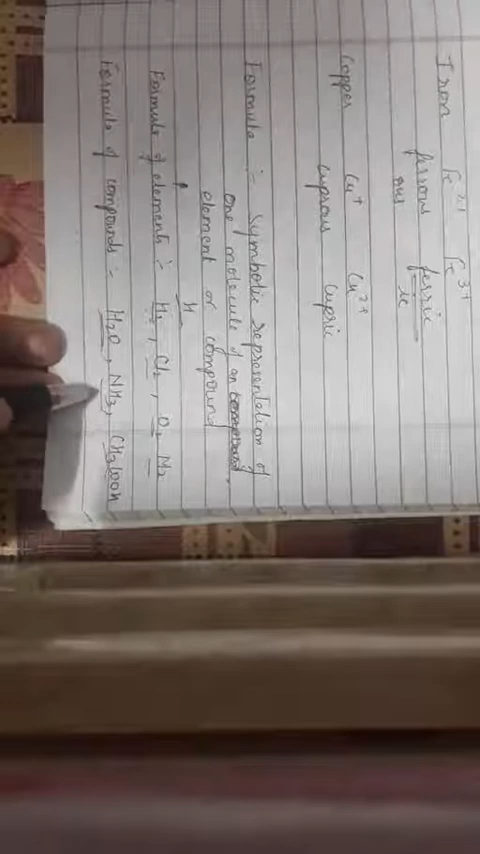 Iron Fe2+ Fe3+
ferrous ferric
ous ic
Copper Cu+ Cu2+
cuprous cupric
Formula :- Symbolic representation of
one molecule of an
element or compound
H
Formula of elements :- H2, Cl2, O2 N2
Formula of compounds :- H2O, NH3, CH3COOH